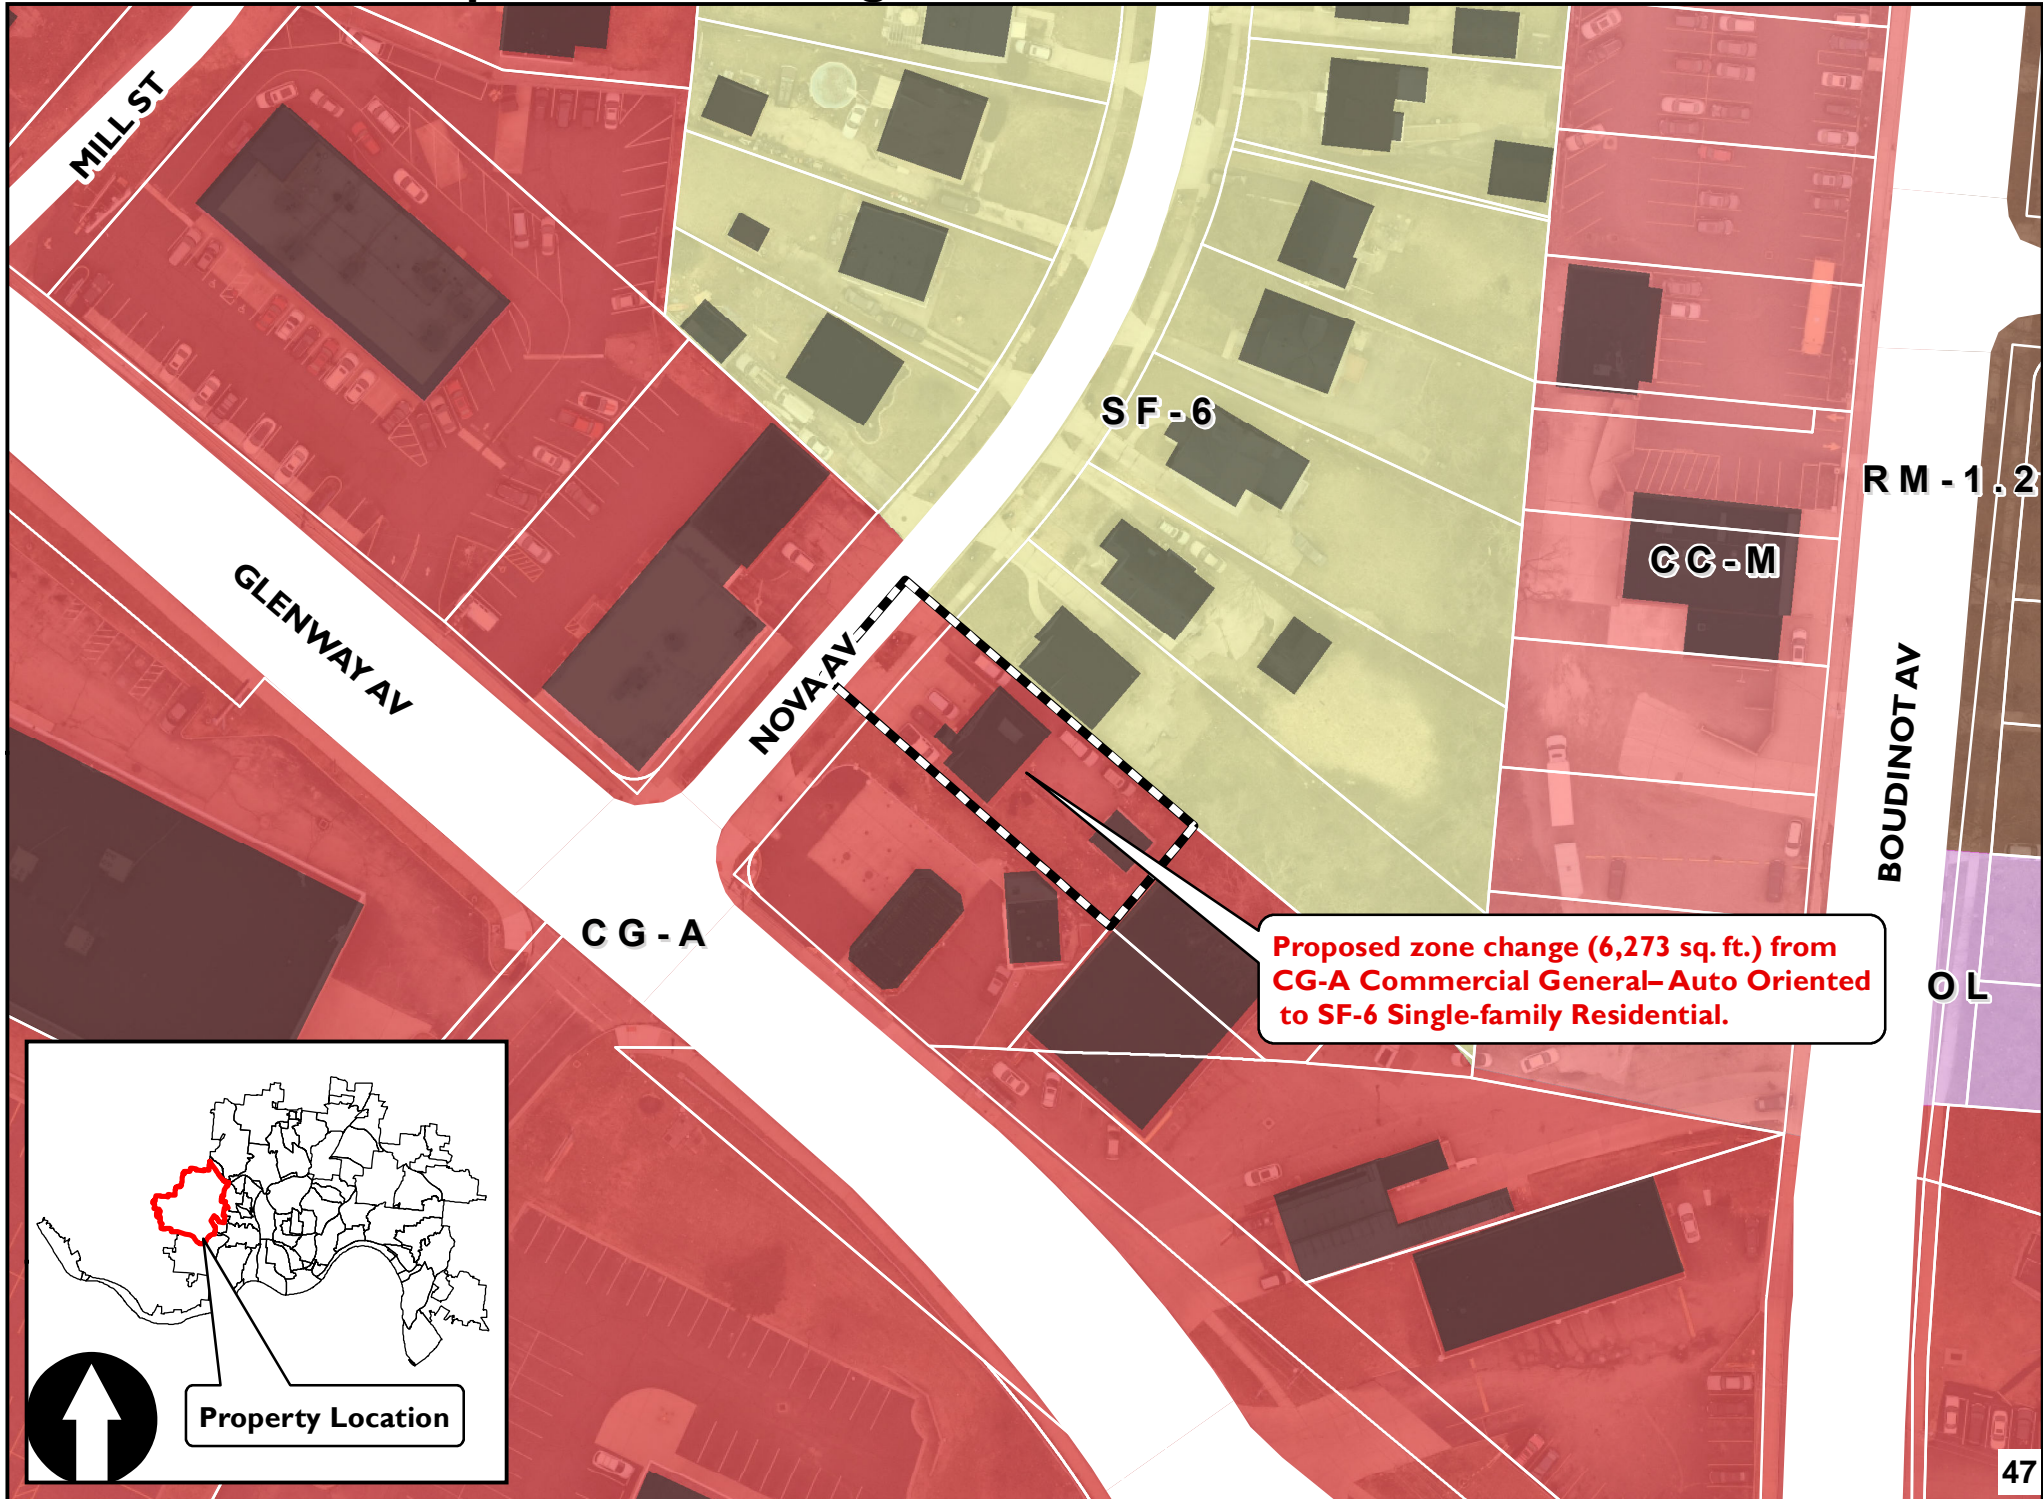 MILL ST
SF-6
RM-1.2
CC-M
GLENWAY AV
NOVA AV
BOUDINOT AV
CG-A
Proposed zone change (6,273 sq. ft.) from
CG-A Commercial General–Auto Oriented
to SF-6 Single-family Residential.
OL
Property Location
47